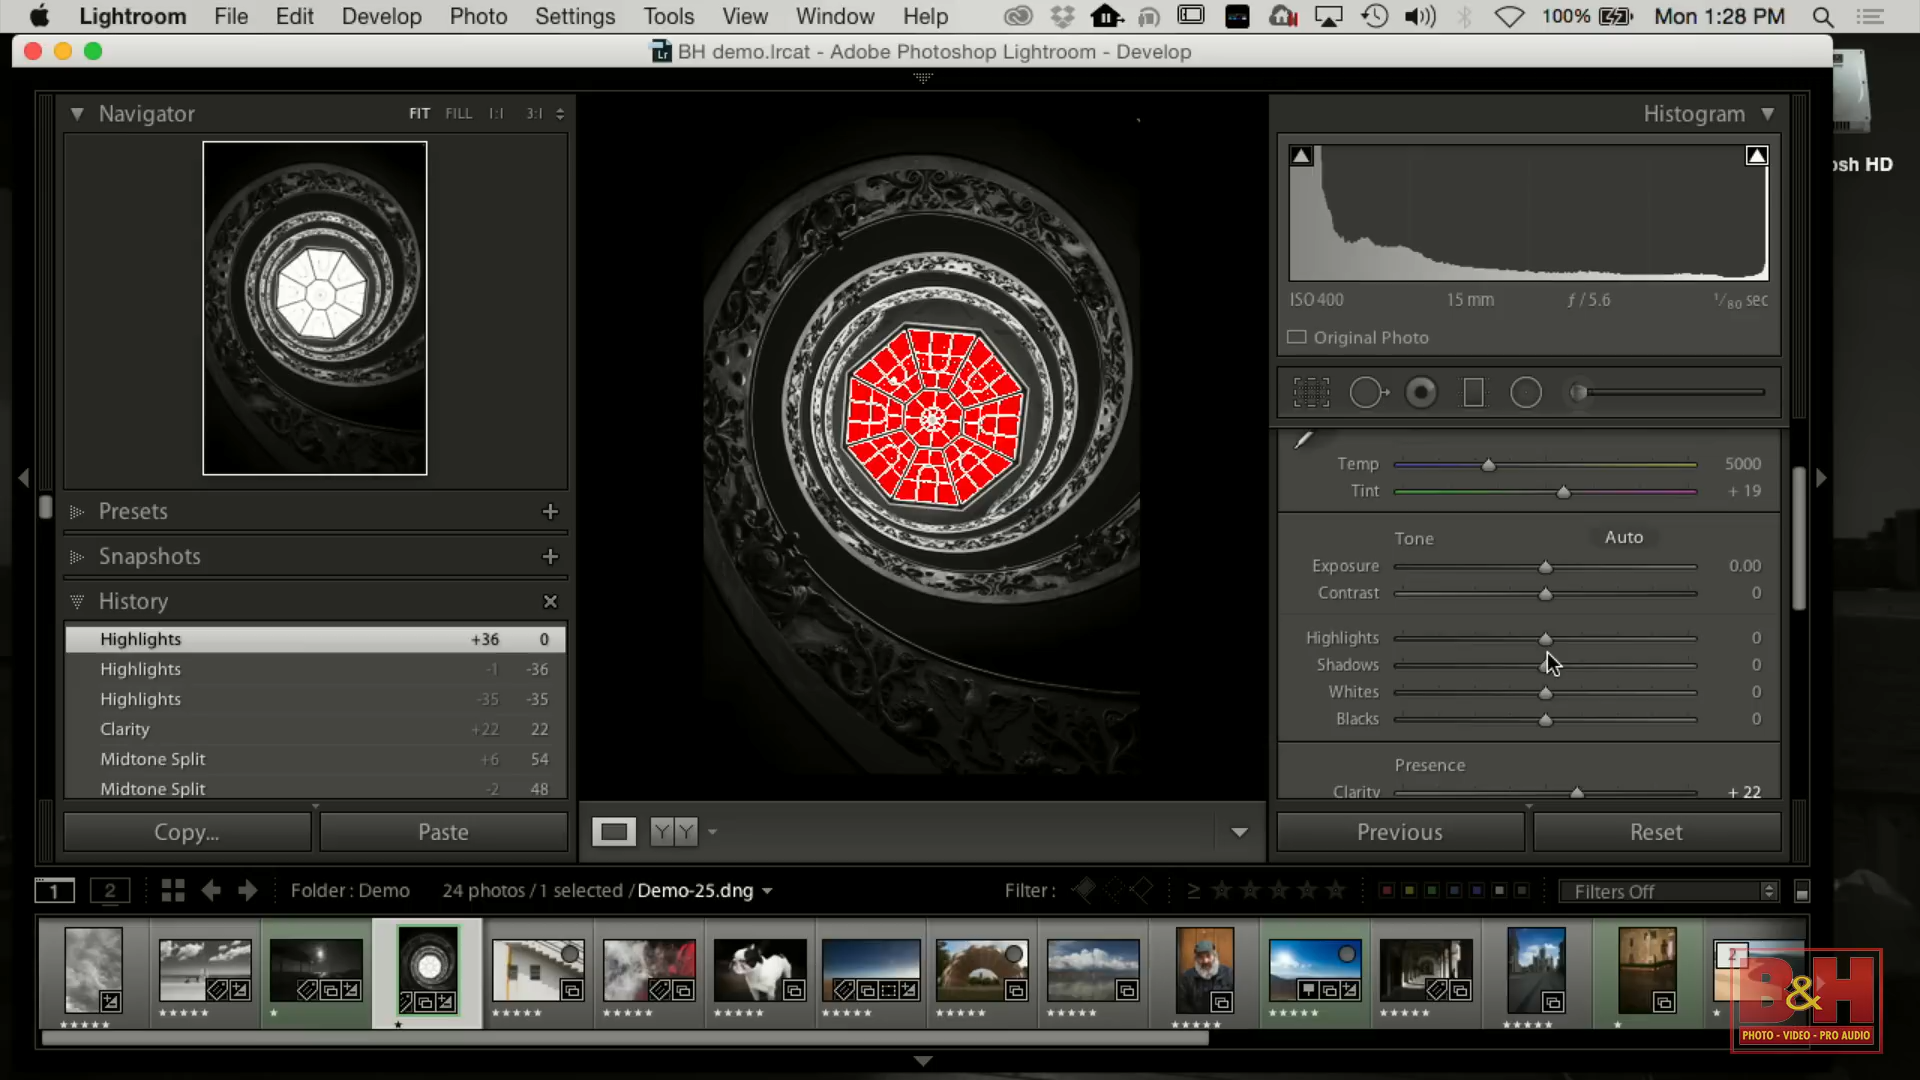 Lightroom File Edit Develop Photo Settings Tools View Window Help 100% Mon 1:28 PM
BH demo.lrcat - Adobe Photoshop Lightroom - Develop
Navigator FIT FILL 1:1 3:1
Histogram
osh HD
ISO 400 15 mm ƒ / 5.6 1/80 sec
Original Photo
Temp 5000
Tint + 19
Presets
Tone Auto
Snapshots
Exposure 0.00
Contrast 0
History
Highlights +36 0
Highlights 0
Highlights -1 -36
Shadows 0
Highlights -35 -35
Whites 0
Clarity +22 22
Blacks 0
Midtone Split +6 54
Presence
Midtone Split -2 48
Clarity + 22
Copy... Paste
YY
Previous Reset
1 2 Folder : Demo 24 photos / 1 selected / Demo-25.dng Filter : ≥ Filters Off
2
B&H
PHOTO - VIDEO - PRO AUDIO